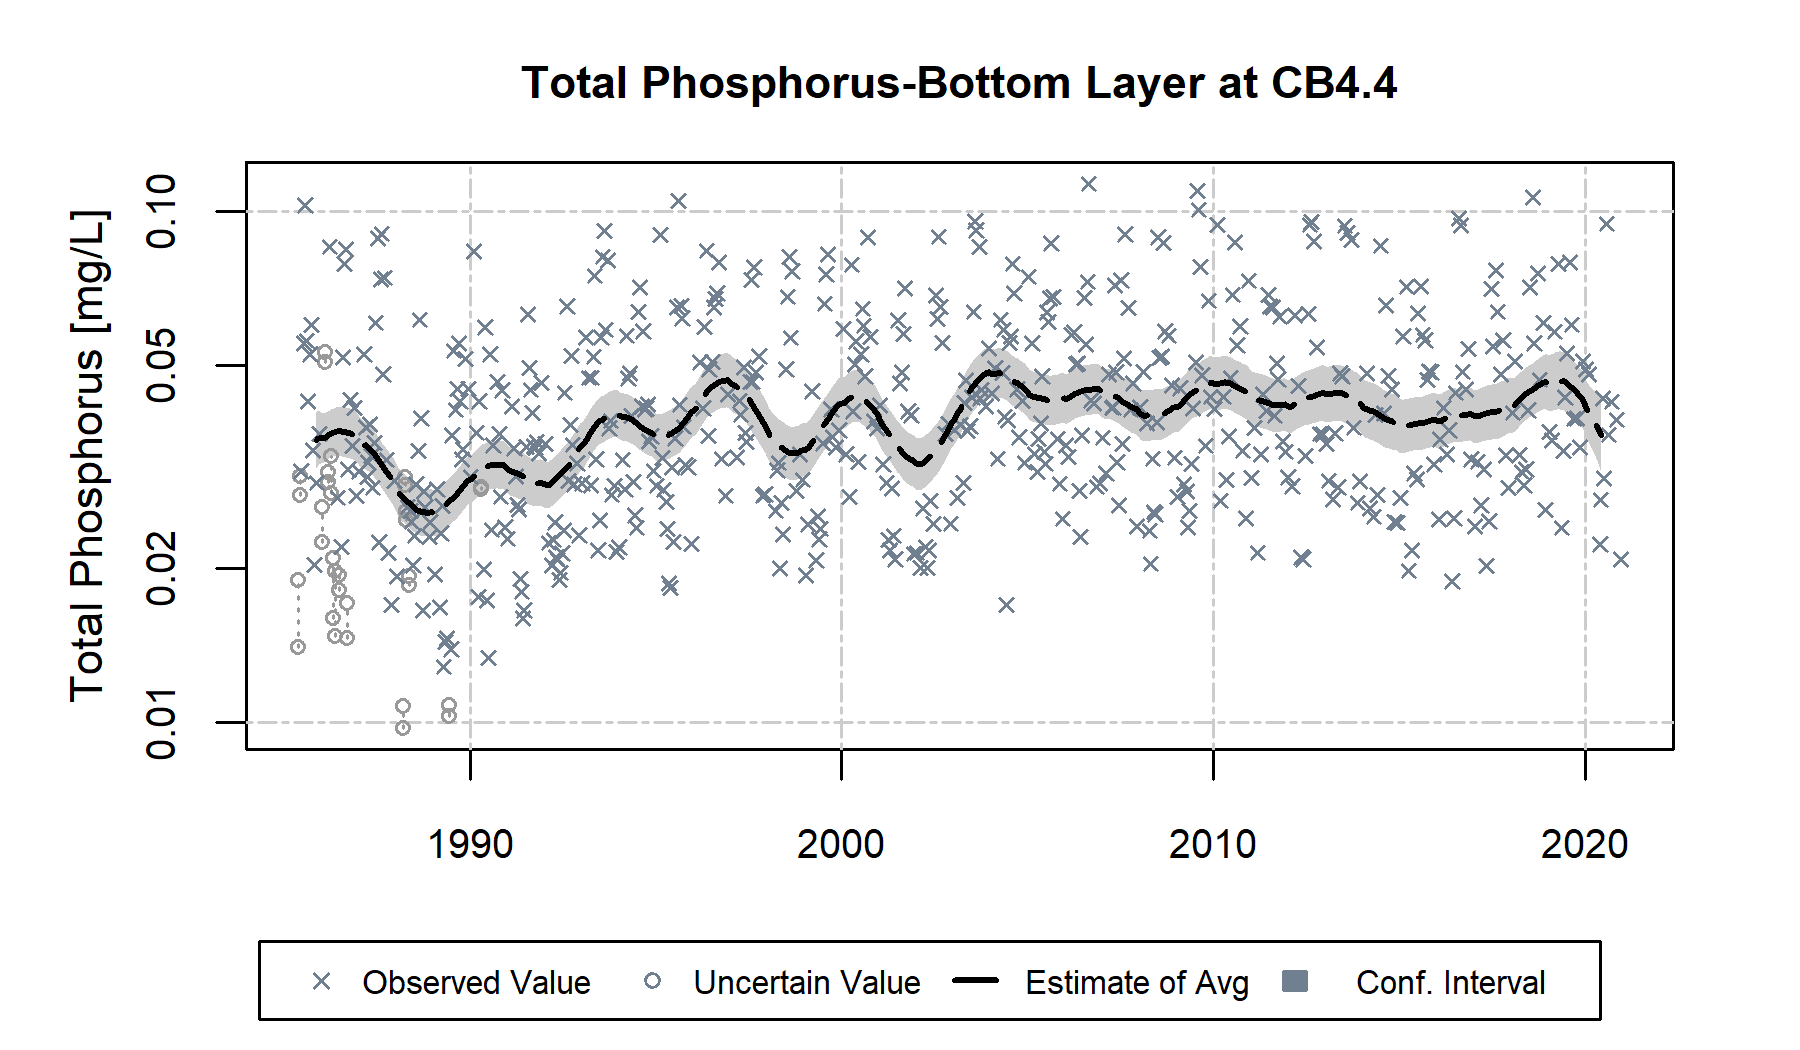 Total Phosphorus-Bottom Layer at CB4.4
Total Phosphorus [mg/L]
0.10
0.05
0.02
0.01
1990 2000 2010 2020
Observed Value Uncertain Value Estimate of Avg Conf. Interval